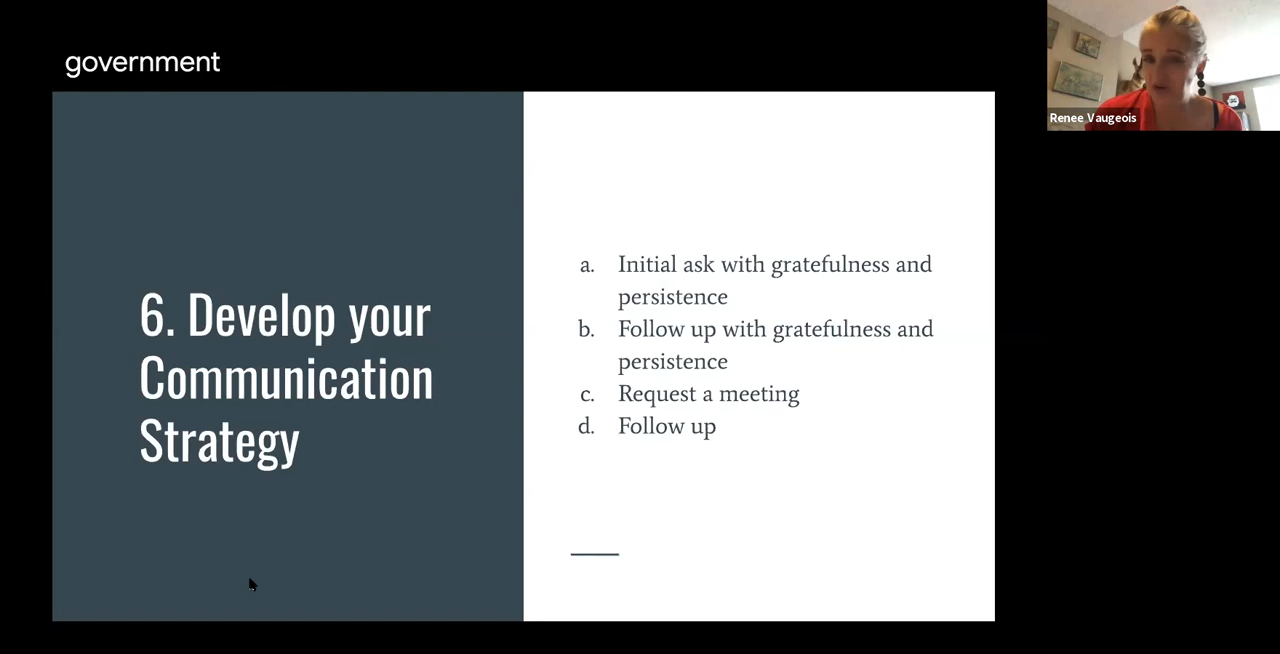 government
Renee Vaugeois
6. Develop your
Communication
Strategy
a. Initial ask with gratefulness and
persistence
b. Follow up with gratefulness and
persistence
c. Request a meeting
d. Follow up